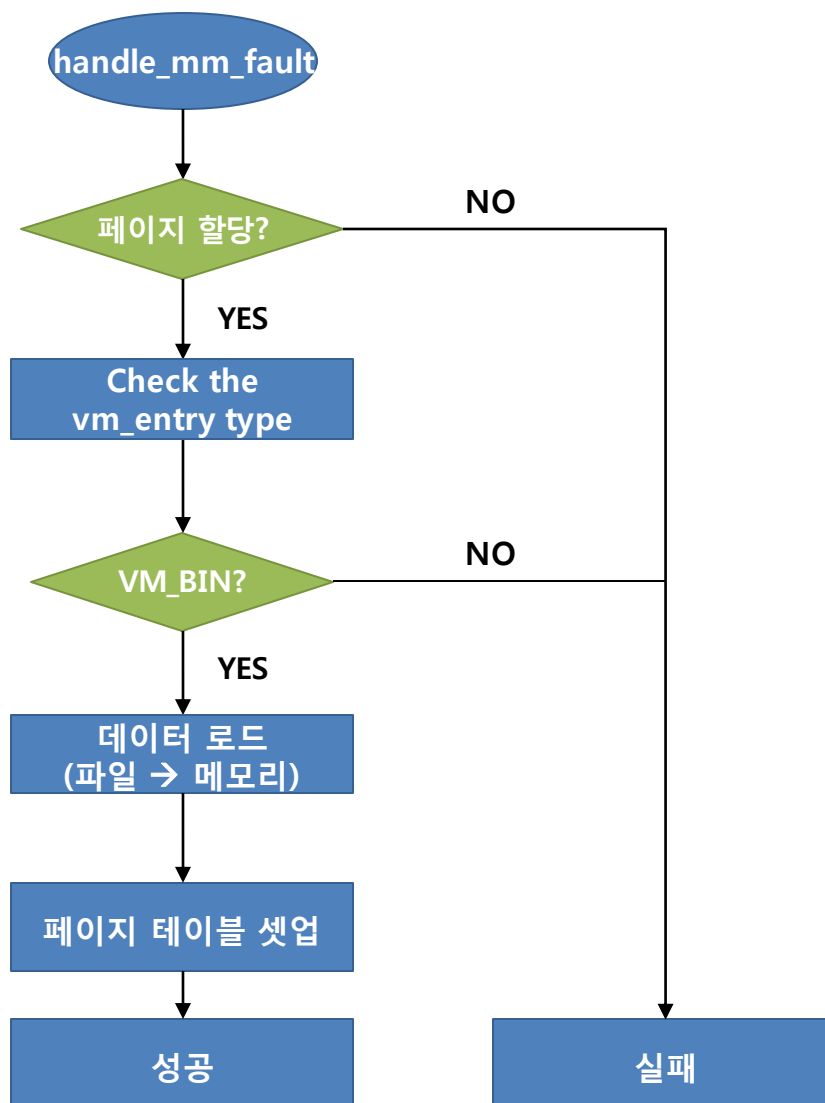 handle_mm_fault
페이지 할당?
NO
YES
Check the
vm_entry type
VM_BIN?
NO
YES
데이터 로드
(파일 → 메모리)
페이지 테이블 셋업
성공
실패